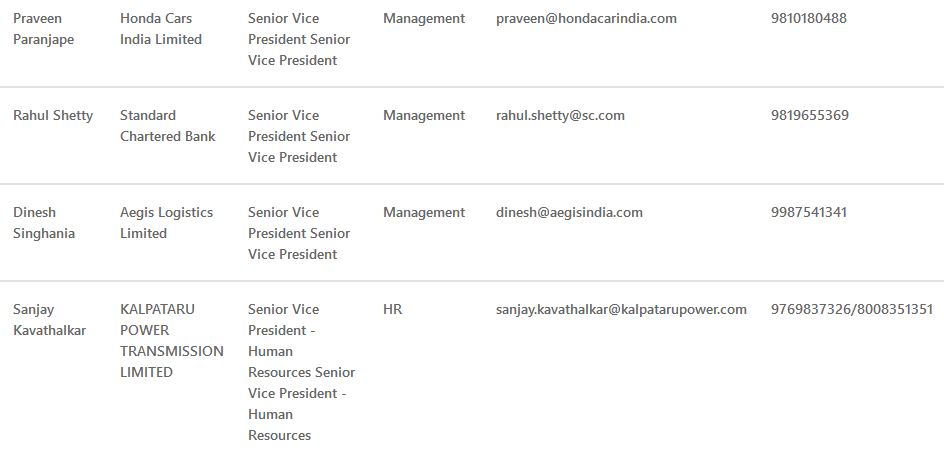 Praveen Paranjape
Honda Cars India Limited
Senior Vice President Senior Vice President
Management
praveen@hondacarindia.com
9810180488
Rahul Shetty
Standard Chartered Bank
Senior Vice President Senior Vice President
Management
rahul.shetty@sc.com
9819655369
Dinesh Singhania
Aegis Logistics Limited
Senior Vice President Senior Vice President
Management
dinesh@aegisindia.com
9987541341
Sanjay Kavathalkar
KALPATARU POWER TRANSMISSION LIMITED
Senior Vice President - Human Resources Senior Vice President - Human Resources
HR
sanjay.kavathalkar@kalpatarupower.com
9769837326/8008351351